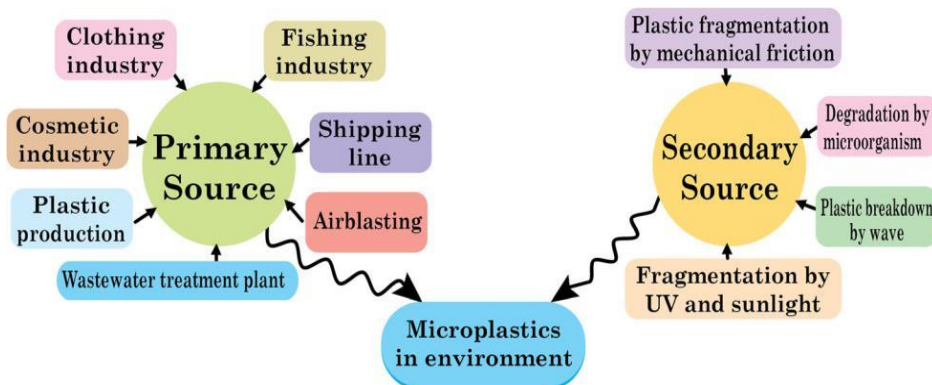 Clothing
industry
Fishing
industry
Cosmetic
industry
Primary
Source
Shipping
line
Plastic
production
Airblasting
Wastewater treatment plant
Plastic fragmentation
by mechanical friction
Secondary
Source
Degradation by
microorganism
Plastic breakdown
by wave
Fragmentation by
UV and sunlight
Microplastics
in environment